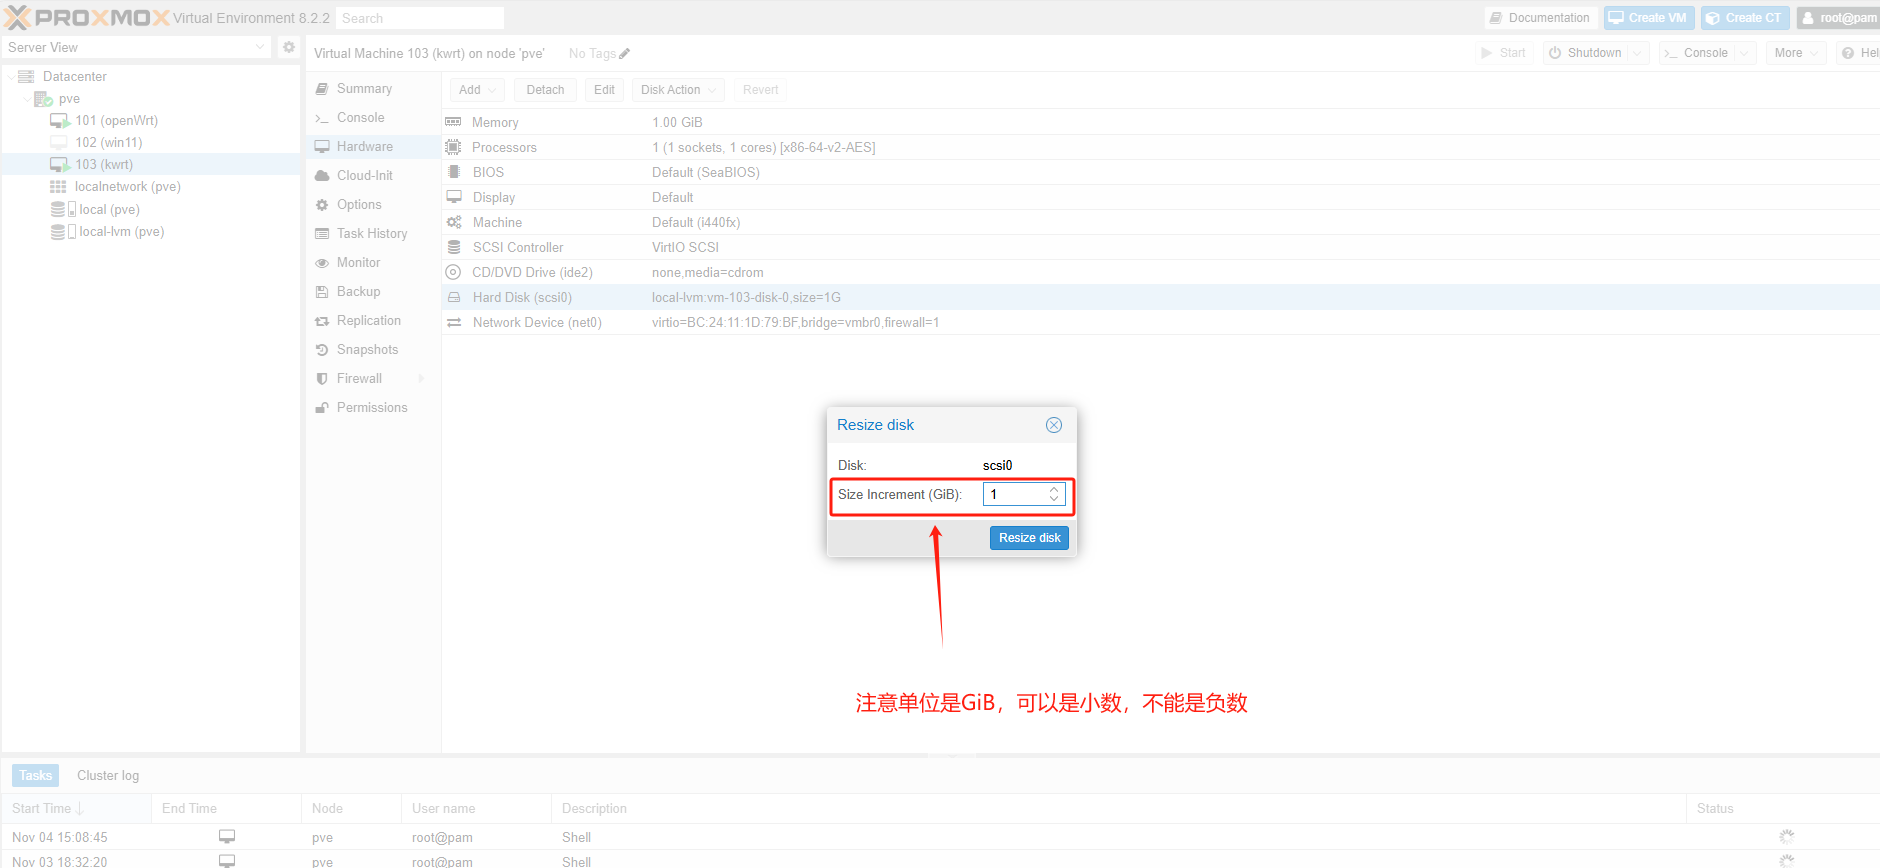 PROXMOX Virtual Environment 8.2.2 Search Documentation Create VM Create CT root@pam
Server View
Virtual Machine 103 (kwrt) on node 'pve' No Tags Start Shutdown Console More Hel
Datacenter
pve
101 (openWrt)
102 (win11)
103 (kwrt)
localnetwork (pve)
local (pve)
local-lvm (pve)
Summary
Console
Hardware
Cloud-Init
Options
Task History
Monitor
Backup
Replication
Snapshots
Firewall
Permissions
Add Detach Edit Disk Action Revert
Memory 1.00 GiB
Processors 1 (1 sockets, 1 cores) [x86-64-v2-AES]
BIOS Default (SeaBIOS)
Display Default
Machine Default (i440fx)
SCSI Controller VirtIO SCSI
CD/DVD Drive (ide2) none,media=cdrom
Hard Disk (scsi0) local-lvm:vm-103-disk-0,size=1G
Network Device (net0) virtio=BC:24:11:1D:79:BF,bridge=vmbr0,firewall=1
Resize disk
Disk: scsi0
Size Increment (GiB): 1
Resize disk
注意单位是GiB，可以是小数，不能是负数
Tasks Cluster log
Start Time End Time Node User name Description Status
Nov 04 15:08:45 pve root@pam Shell
Nov 03 18:32:20 pve root@pam Shell